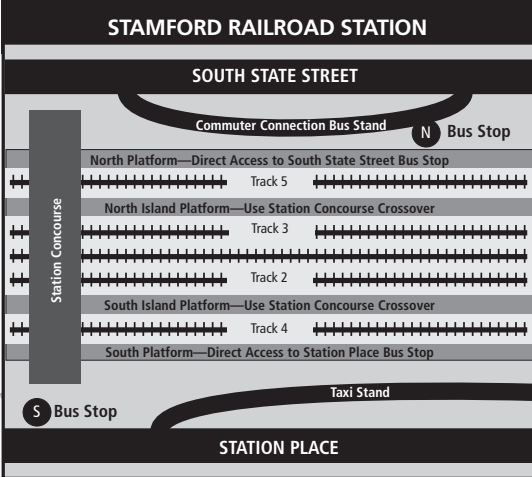 STAMFORD RAILROAD STATION
SOUTH STATE STREET
Commuter Connection Bus Stand
N Bus Stop
North Platform—Direct Access to South State Street Bus Stop
Track 5
North Island Platform—Use Station Concourse Crossover
Track 3
Station Concourse
Track 2
South Island Platform—Use Station Concourse Crossover
Track 4
South Platform—Direct Access to Station Place Bus Stop
Taxi Stand
S Bus Stop
STATION PLACE